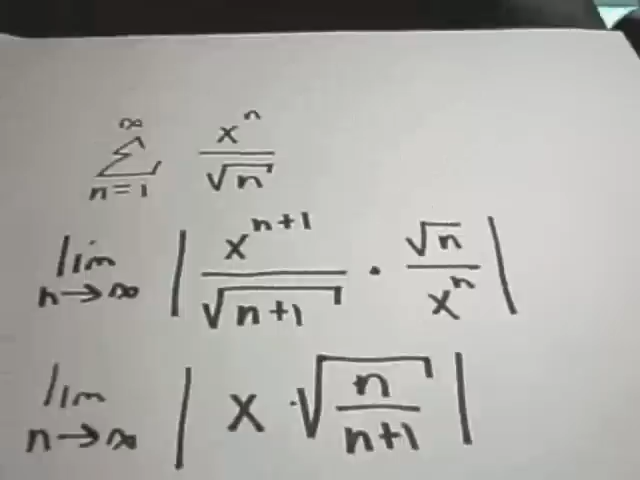 ∑_{n=1}^{∞} x^n / √n
lim_{n→∞} | x^{n+1} / √(n+1) · √n / x^n |
lim_{n→∞} | x · √(n / (n+1)) |